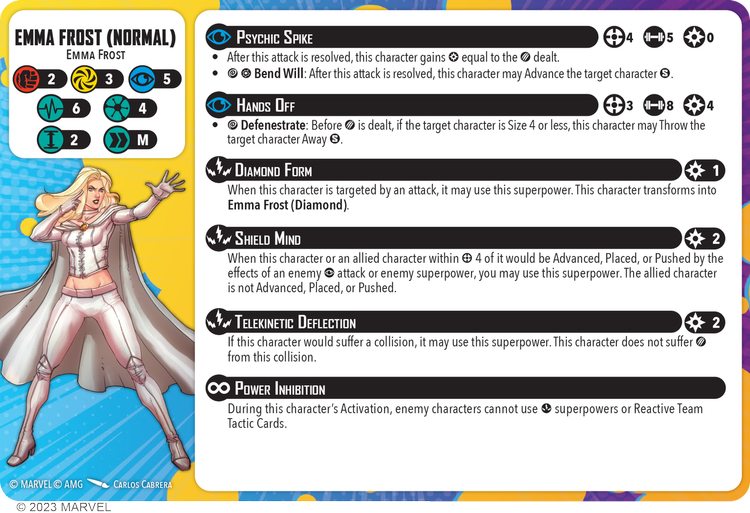 EMMA FROST (NORMAL)
EMMA FROST
2 3 5
6 4
2 M
PSYCHIC SPIKE 4 5 0
• After this attack is resolved, this character gains equal to the dealt.
• Bend Will: After this attack is resolved, this character may Advance the target character S.
HANDS OFF 3 8 4
• Defenestrate: Before is dealt, if the target character is Size 4 or less, this character may Throw the
target character Away S.
DIAMOND FORM 1
When this character is targeted by an attack, it may use this superpower. This character transforms into
Emma Frost (Diamond).
SHIELD MIND 2
When this character or an allied character within 4 of it would be Advanced, Placed, or Pushed by the
effects of an enemy attack or enemy superpower, you may use this superpower. The allied character
is not Advanced, Placed, or Pushed.
TELEKINETIC DEFLECTION 2
If this character would suffer a collision, it may use this superpower. This character does not suffer
from this collision.
POWER INHIBITION
During this character's Activation, enemy characters cannot use superpowers or Reactive Team
Tactic Cards.
© MARVEL © AMG CARLOS CABRERA
© 2023 MARVEL